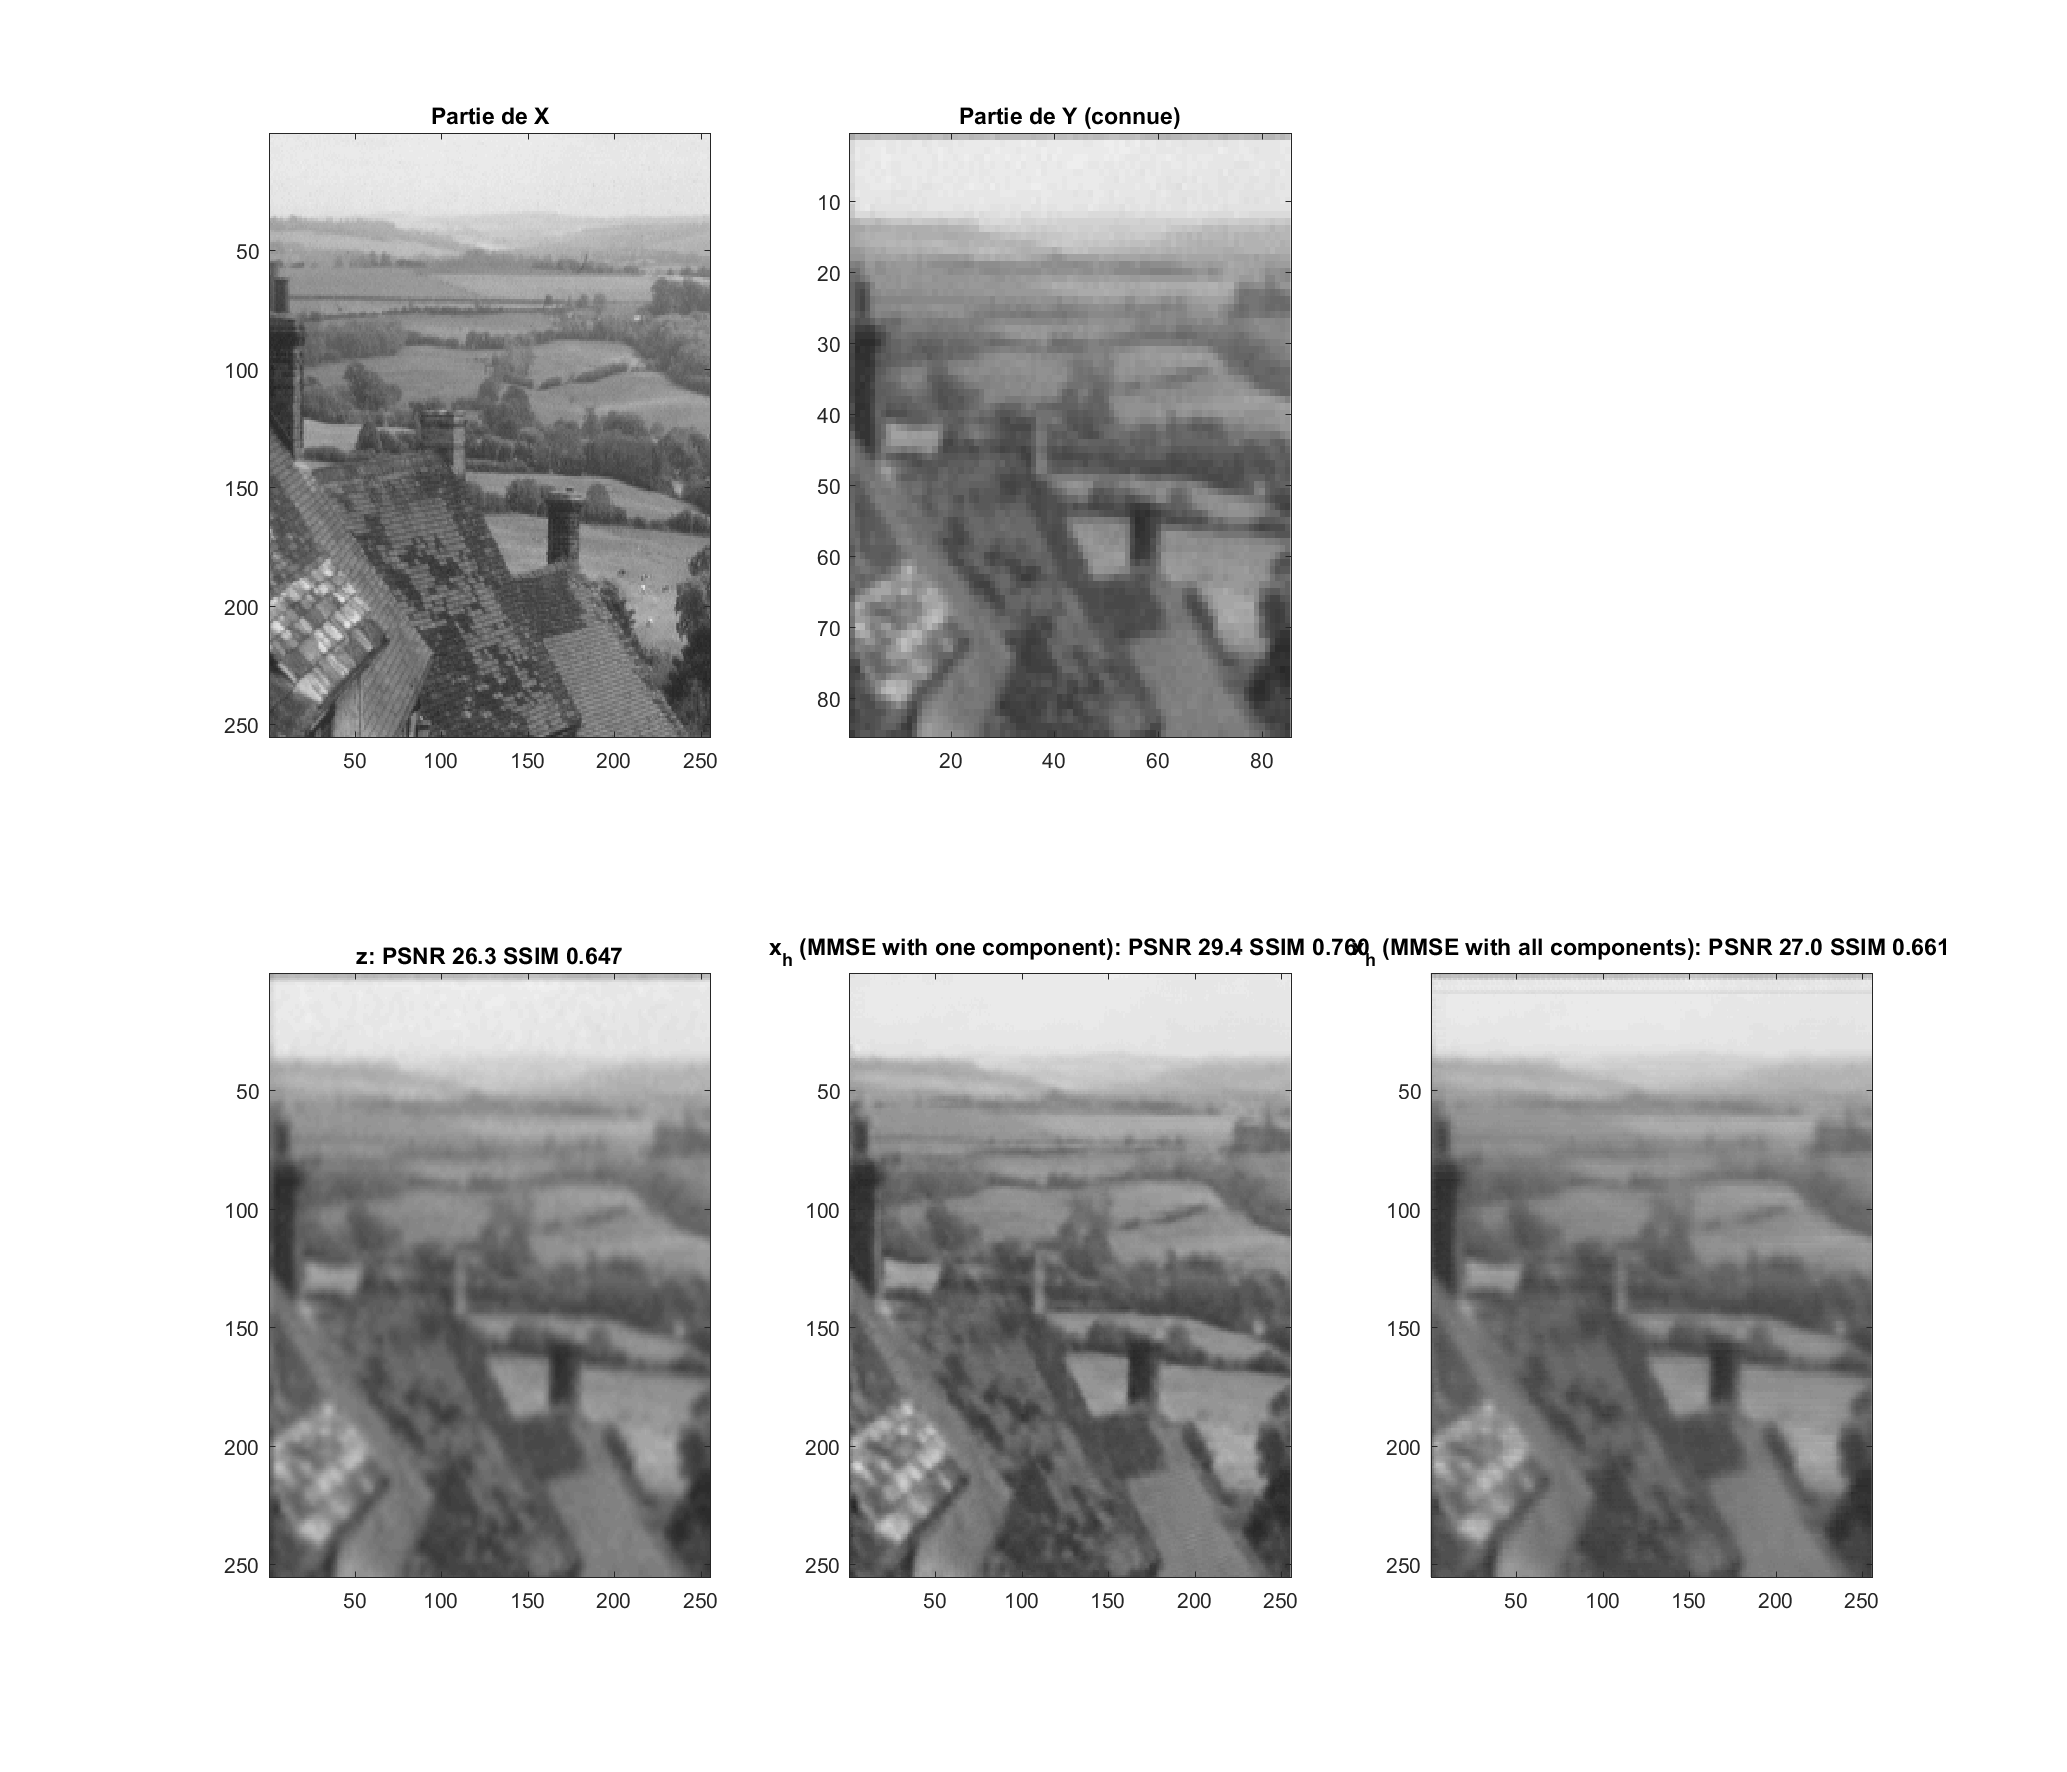 Partie de X
50
100
150
200
250
50 100 150 200 250
Partie de Y (connue)
10
20
30
40
50
60
70
80
20 40 60 80
z: PSNR 26.3 SSIM 0.647
50
100
150
200
250
50 100 150 200 250
xh (MMSE with one component): PSNR 29.4 SSIM 0.760
50
100
150
200
250
50 100 150 200 250
xh (MMSE with all components): PSNR 27.0 SSIM 0.661
50
100
150
200
250
50 100 150 200 250